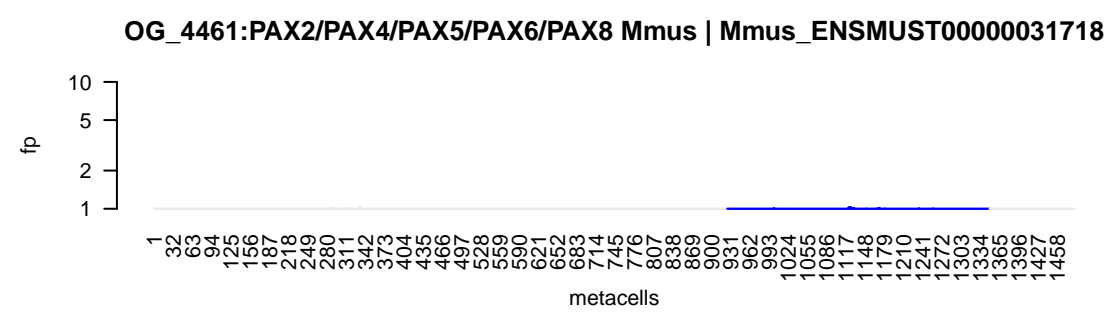 OG_4461:PAX2/PAX4/PAX5/PAX6/PAX8 Mmus | Mmus_ENSMUST00000031718
10
5
2
1
fp
1 32 63 94 125 156 187 218 249 280 311 342 373 404 435 466 497 528 559 590 621 652 683 714 745 776 807 838 869 900 931 962 993 1024 1055 1086 1117 1148 1179 1210 1241 1272 1303 1334 1365 1396 1427 1458
metacells